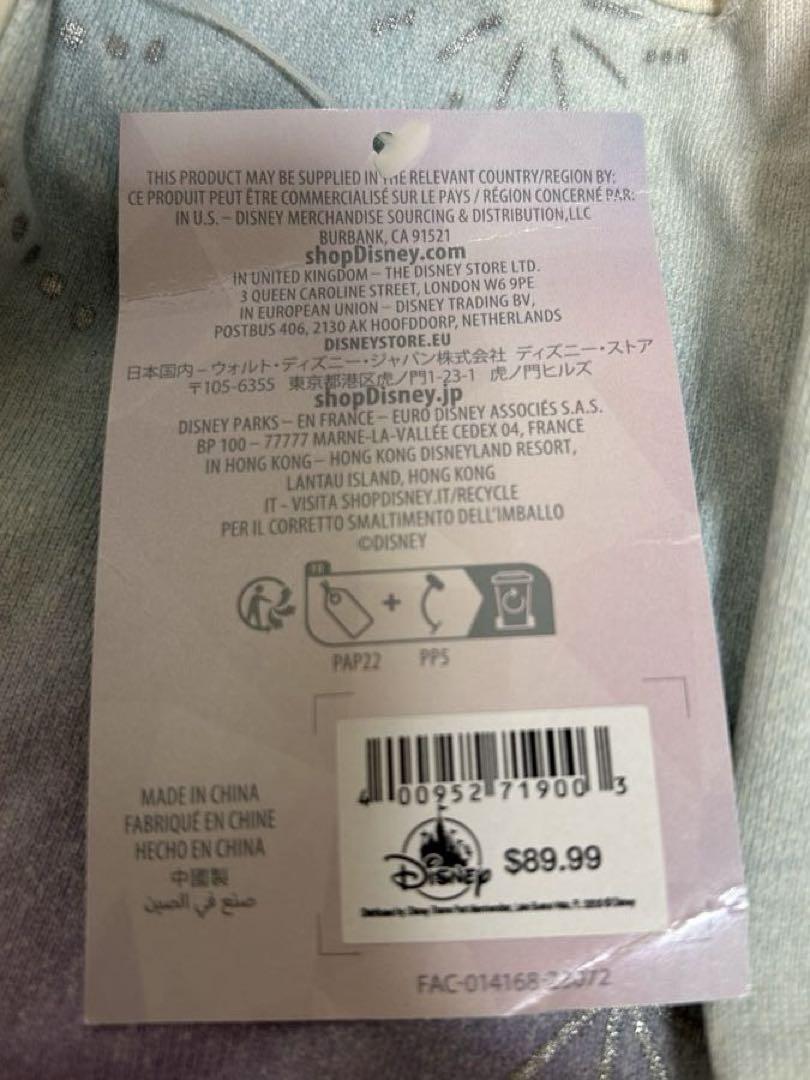 THIS PRODUCT MAY BE SUPPLIED IN THE RELEVANT COUNTRY/REGION BY:
CE PRODUIT PEUT ÊTRE COMMERCIALISÉ SUR LE PAYS / RÉGION CONCERNÉ PAR:
IN U.S. – DISNEY MERCHANDISE SOURCING & DISTRIBUTION,LLC
BURBANK, CA 91521
shopDisney.com
IN UNITED KINGDOM – THE DISNEY STORE LTD.
3 QUEEN CAROLINE STREET, LONDON W6 9PE
IN EUROPEAN UNION – DISNEY TRADING BV,
POSTBUS 406, 2130 AK HOOFDDORP, NETHERLANDS
DISNEYSTORE.EU
日本国内 – ウォルト・ディズニー・ジャパン株式会社 ディズニー・ストア
〒105-6355 東京都港区虎ノ門1-23-1 虎ノ門ヒルズ
shopDisney.jp
DISNEY PARKS – EN FRANCE – EURO DISNEY ASSOCIÉS S.A.S.
BP 100 – 77777 MARNE-LA-VALLÉE CEDEX 04, FRANCE
IN HONG KONG – HONG KONG DISNEYLAND RESORT,
LANTAU ISLAND, HONG KONG
IT - VISITA SHOPDISNEY.IT/RECYCLE
PER IL CORRETTO SMALTIMENTO DELL'IMBALLO
©DISNEY
FR
+
PAP22 PP5
MADE IN CHINA
FABRIQUÉ EN CHINE
HECHO EN CHINA
中國製
صنع في الصين
4 00952 71900 3
Disney $89.99
FAC-014168-22072